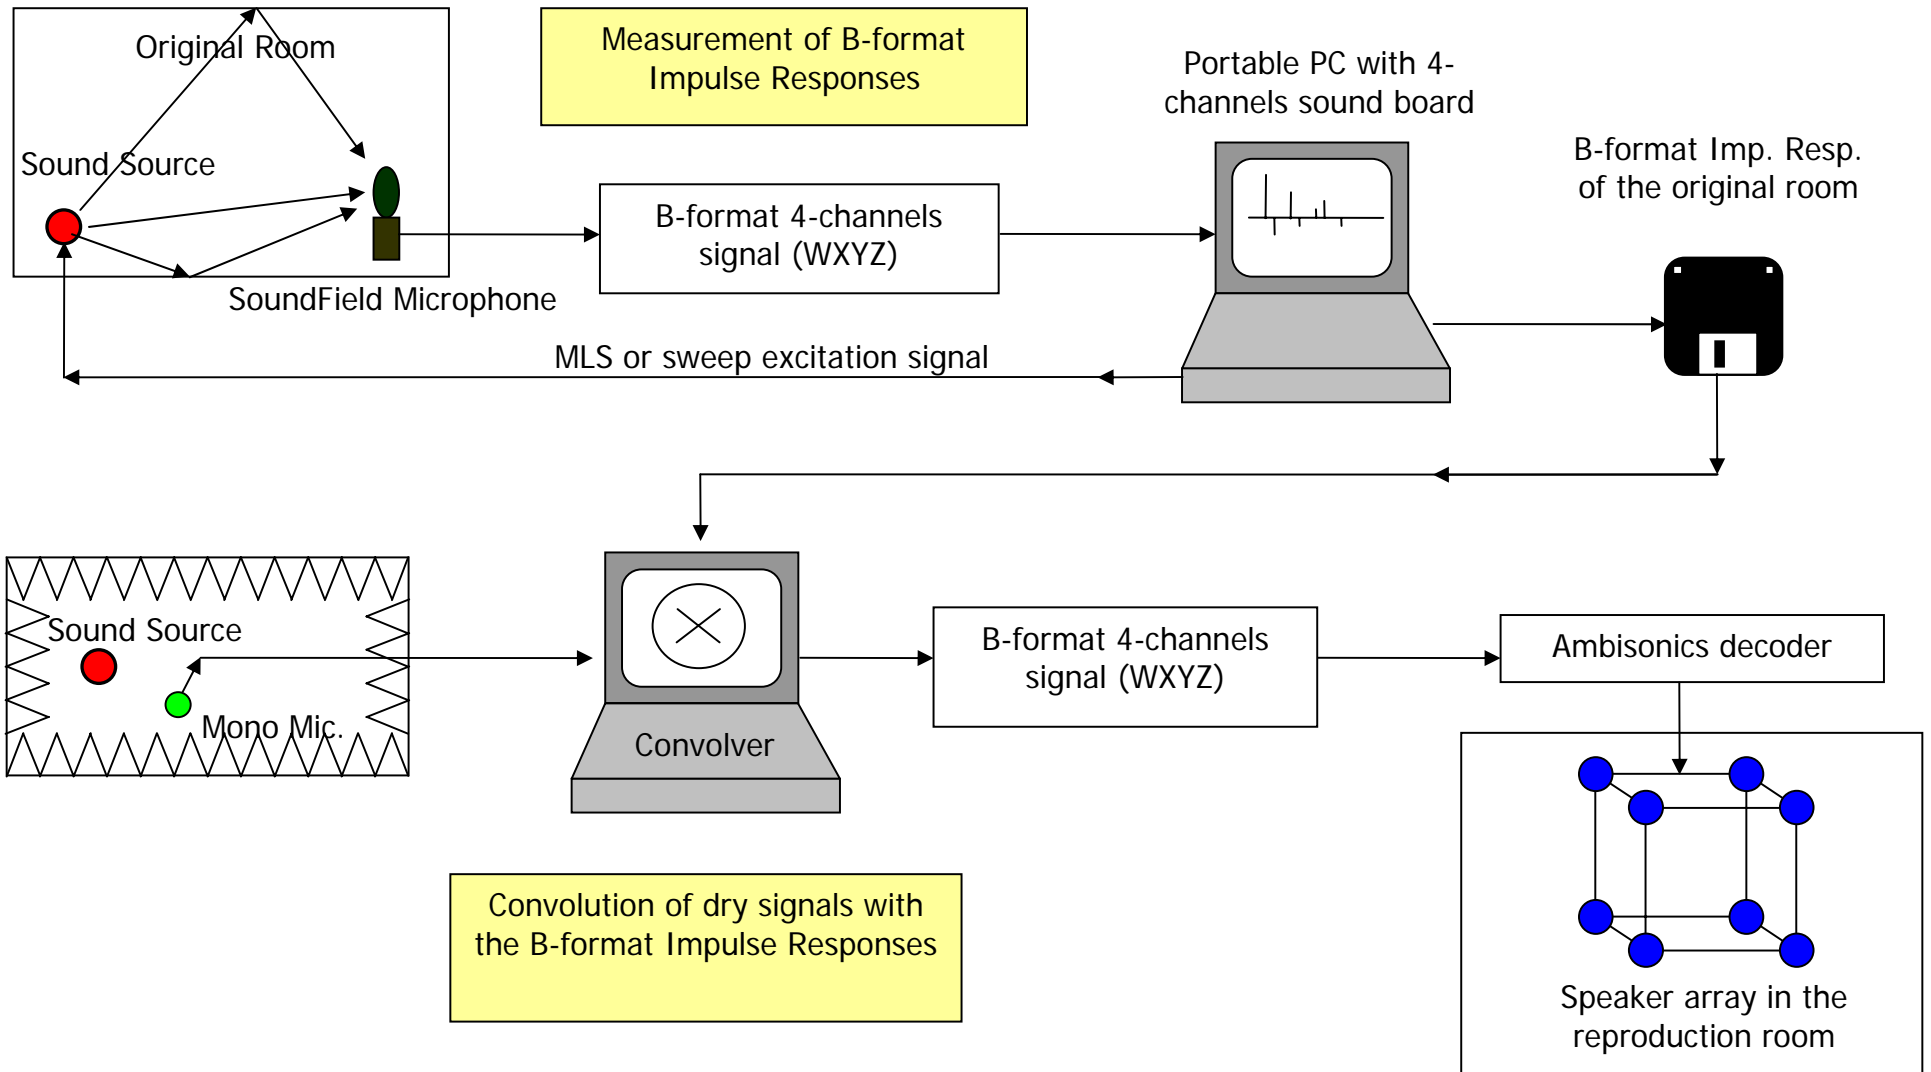 Original Room
Measurement of B-format
Impulse Responses
Portable PC with 4-
channels sound board
Sound Source
B-format Imp. Resp.
of the original room
B-format 4-channels
signal (WXYZ)
SoundField Microphone
MLS or sweep excitation signal
Sound Source
Mono Mic.
Convolver
B-format 4-channels
signal (WXYZ)
Ambisonics decoder
Convolution of dry signals with
the B-format Impulse Responses
Speaker array in the
reproduction room